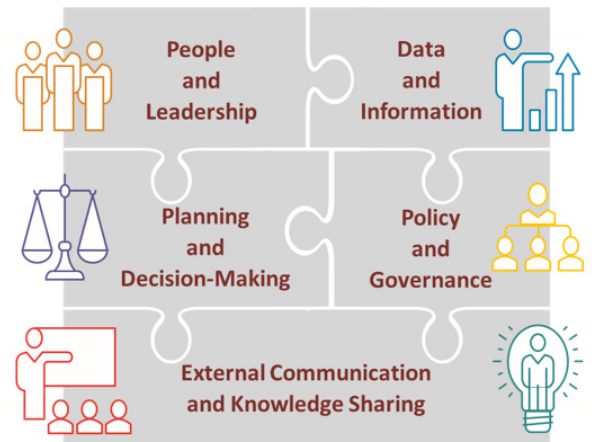 People
and
Leadership
Data
and
Information
Planning
and
Decision-Making
Policy
and
Governance
External Communication
and Knowledge Sharing